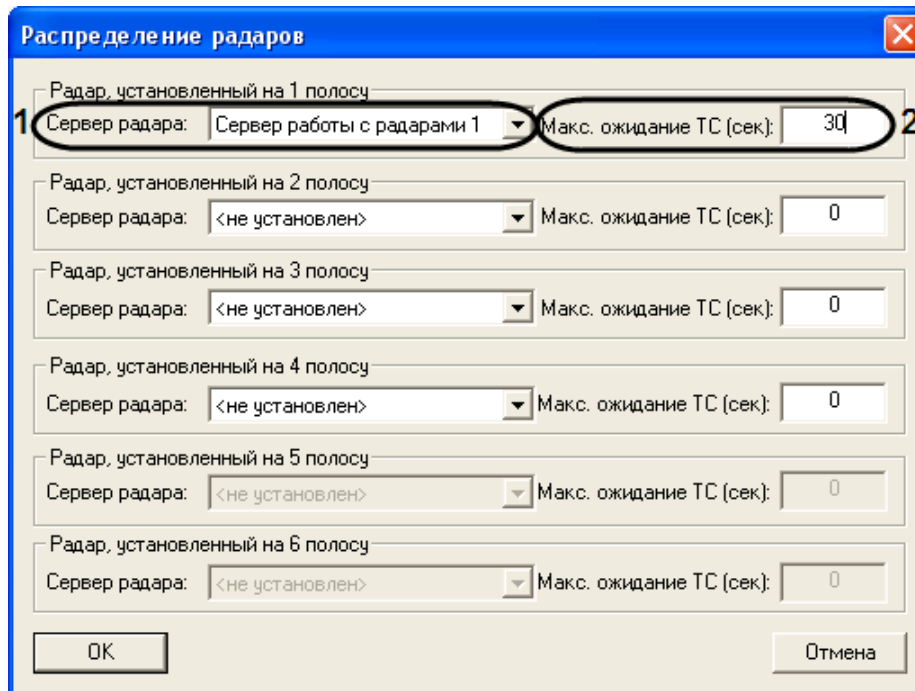 Распределение радаров
Радар, установленный на 1 полосу
1 Сервер радара: Сервер работы с радарами 1 Макс. ожидание ТС (сек): 30 2
Радар, установленный на 2 полосу
Сервер радара: <не установлен> Макс. ожидание ТС (сек): 0
Радар, установленный на 3 полосу
Сервер радара: <не установлен> Макс. ожидание ТС (сек): 0
Радар, установленный на 4 полосу
Сервер радара: <не установлен> Макс. ожидание ТС (сек): 0
Радар, установленный на 5 полосу
Сервер радара: <не установлен> Макс. ожидание ТС (сек): 0
Радар, установленный на 6 полосу
Сервер радара: <не установлен> Макс. ожидание ТС (сек): 0
OK Отмена